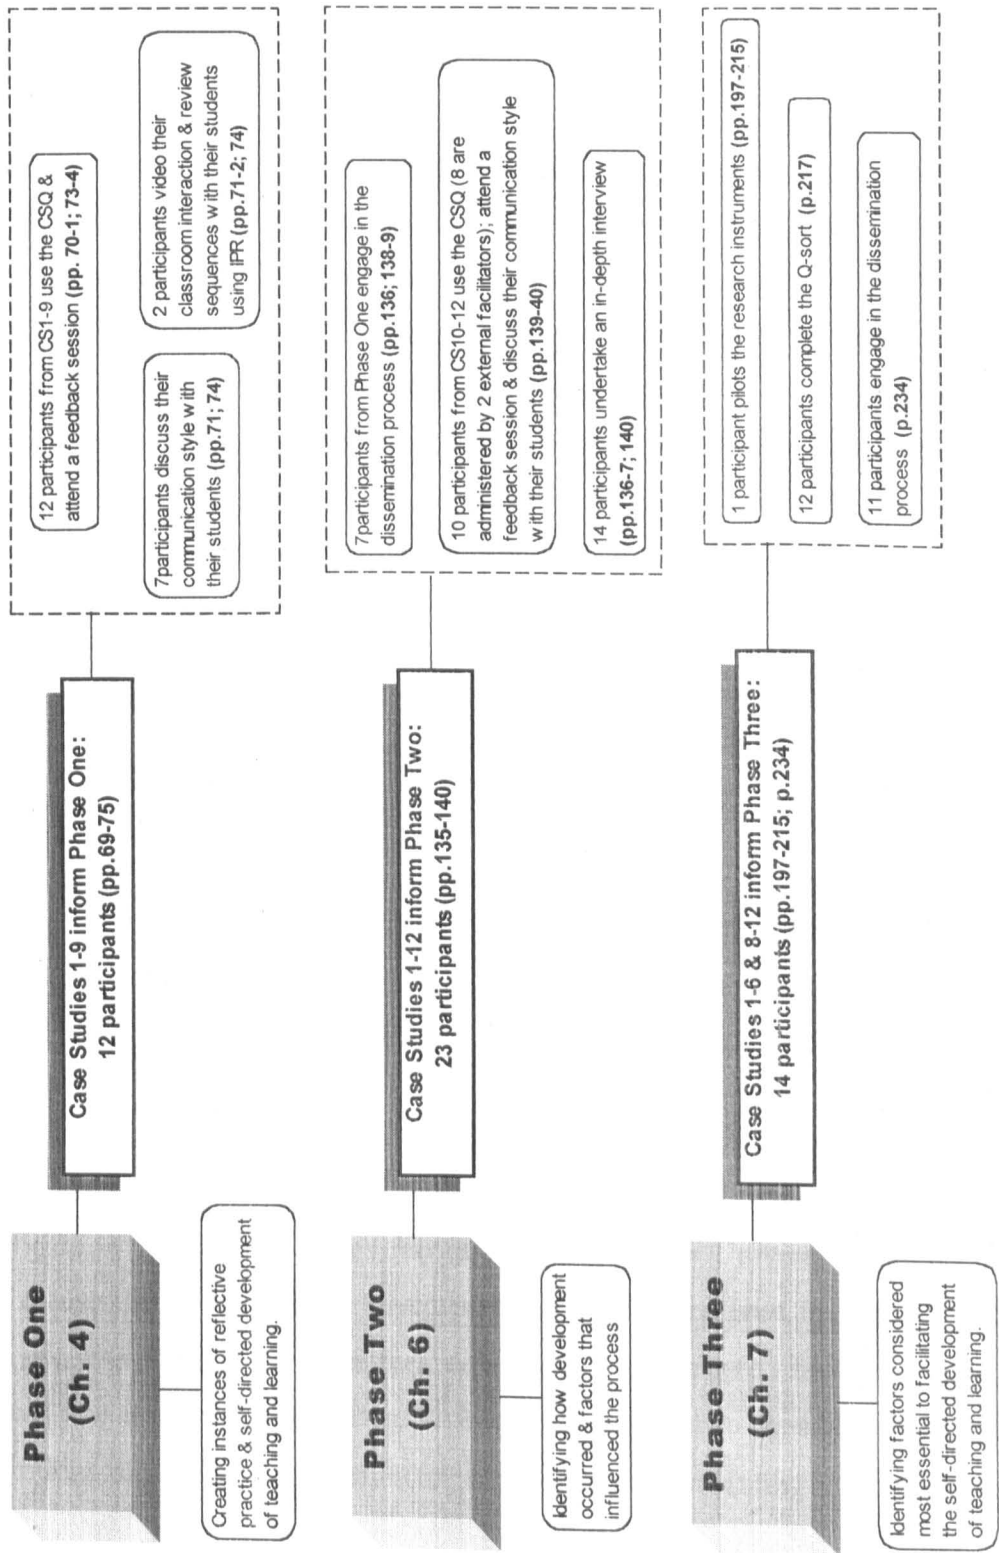 Phase One
(Ch. 4)
Creating instances of reflective
practice & self-directed development
of teaching and learning.
Case Studies 1-9 inform Phase One:
12 participants (pp.69-75)
12 participants from CS1-9 use the CSQ &
attend a feedback session (pp. 70-1; 73-4)
7participants discuss their
communication style with
their students (pp.71; 74)
2 participants video their
classroom interaction & review
sequences with their students
using IPR (pp.71-2; 74)
Phase Two
(Ch. 6)
Identifying how development
occurred & factors that
influenced the process
Case Studies 1-12 inform Phase Two:
23 participants (pp.135-140)
7participants from Phase One engage in the
dissemination process (pp.136; 138-9)
10 participants from CS10-12 use the CSQ (8 are
administered by 2 external facilitators); attend a
feedback session & discuss their communication style
with their students (pp.139-40)
14 participants undertake an in-depth interview
(pp.136-7; 140)
Phase Three
(Ch. 7)
Identifying factors considered
most essential to facilitating
the self-directed development
of teaching and learning.
Case Studies 1-6 & 8-12 inform Phase Three:
14 participants (pp.197-215; p.234)
1 participant pilots the research instruments (pp.197-215)
12 participants complete the Q-sort (p.217)
11 participants engage in the dissemination
process (p.234)